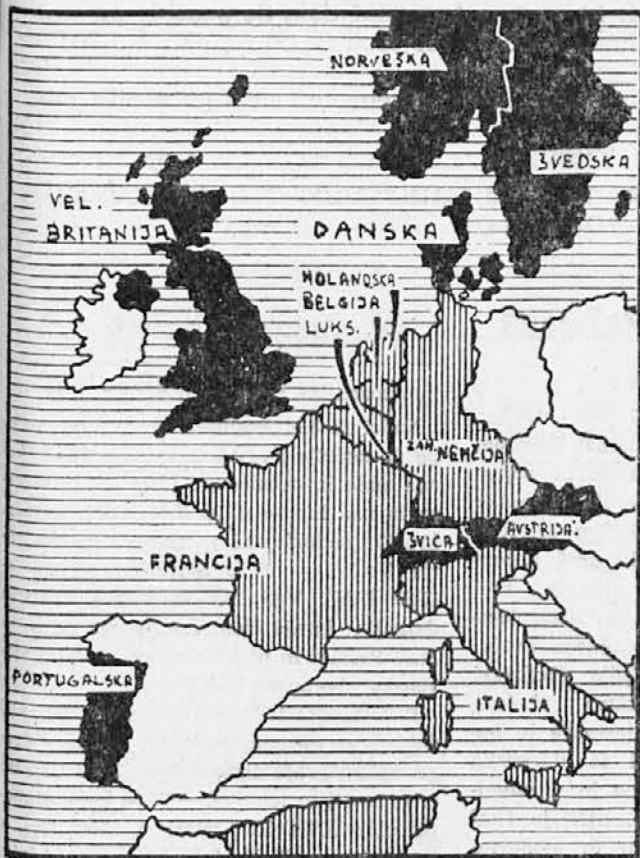 NORVEŠKA
ŠVEDSKA
VEL.
BRITANIJA
DANSKA
HOLANDSKA
BELGIJA
LUKS.
ZAH. NEMČIJA
ŠVICA
AVSTRIJA
FRANCIJA
PORTUGALSKA
ITALIJA